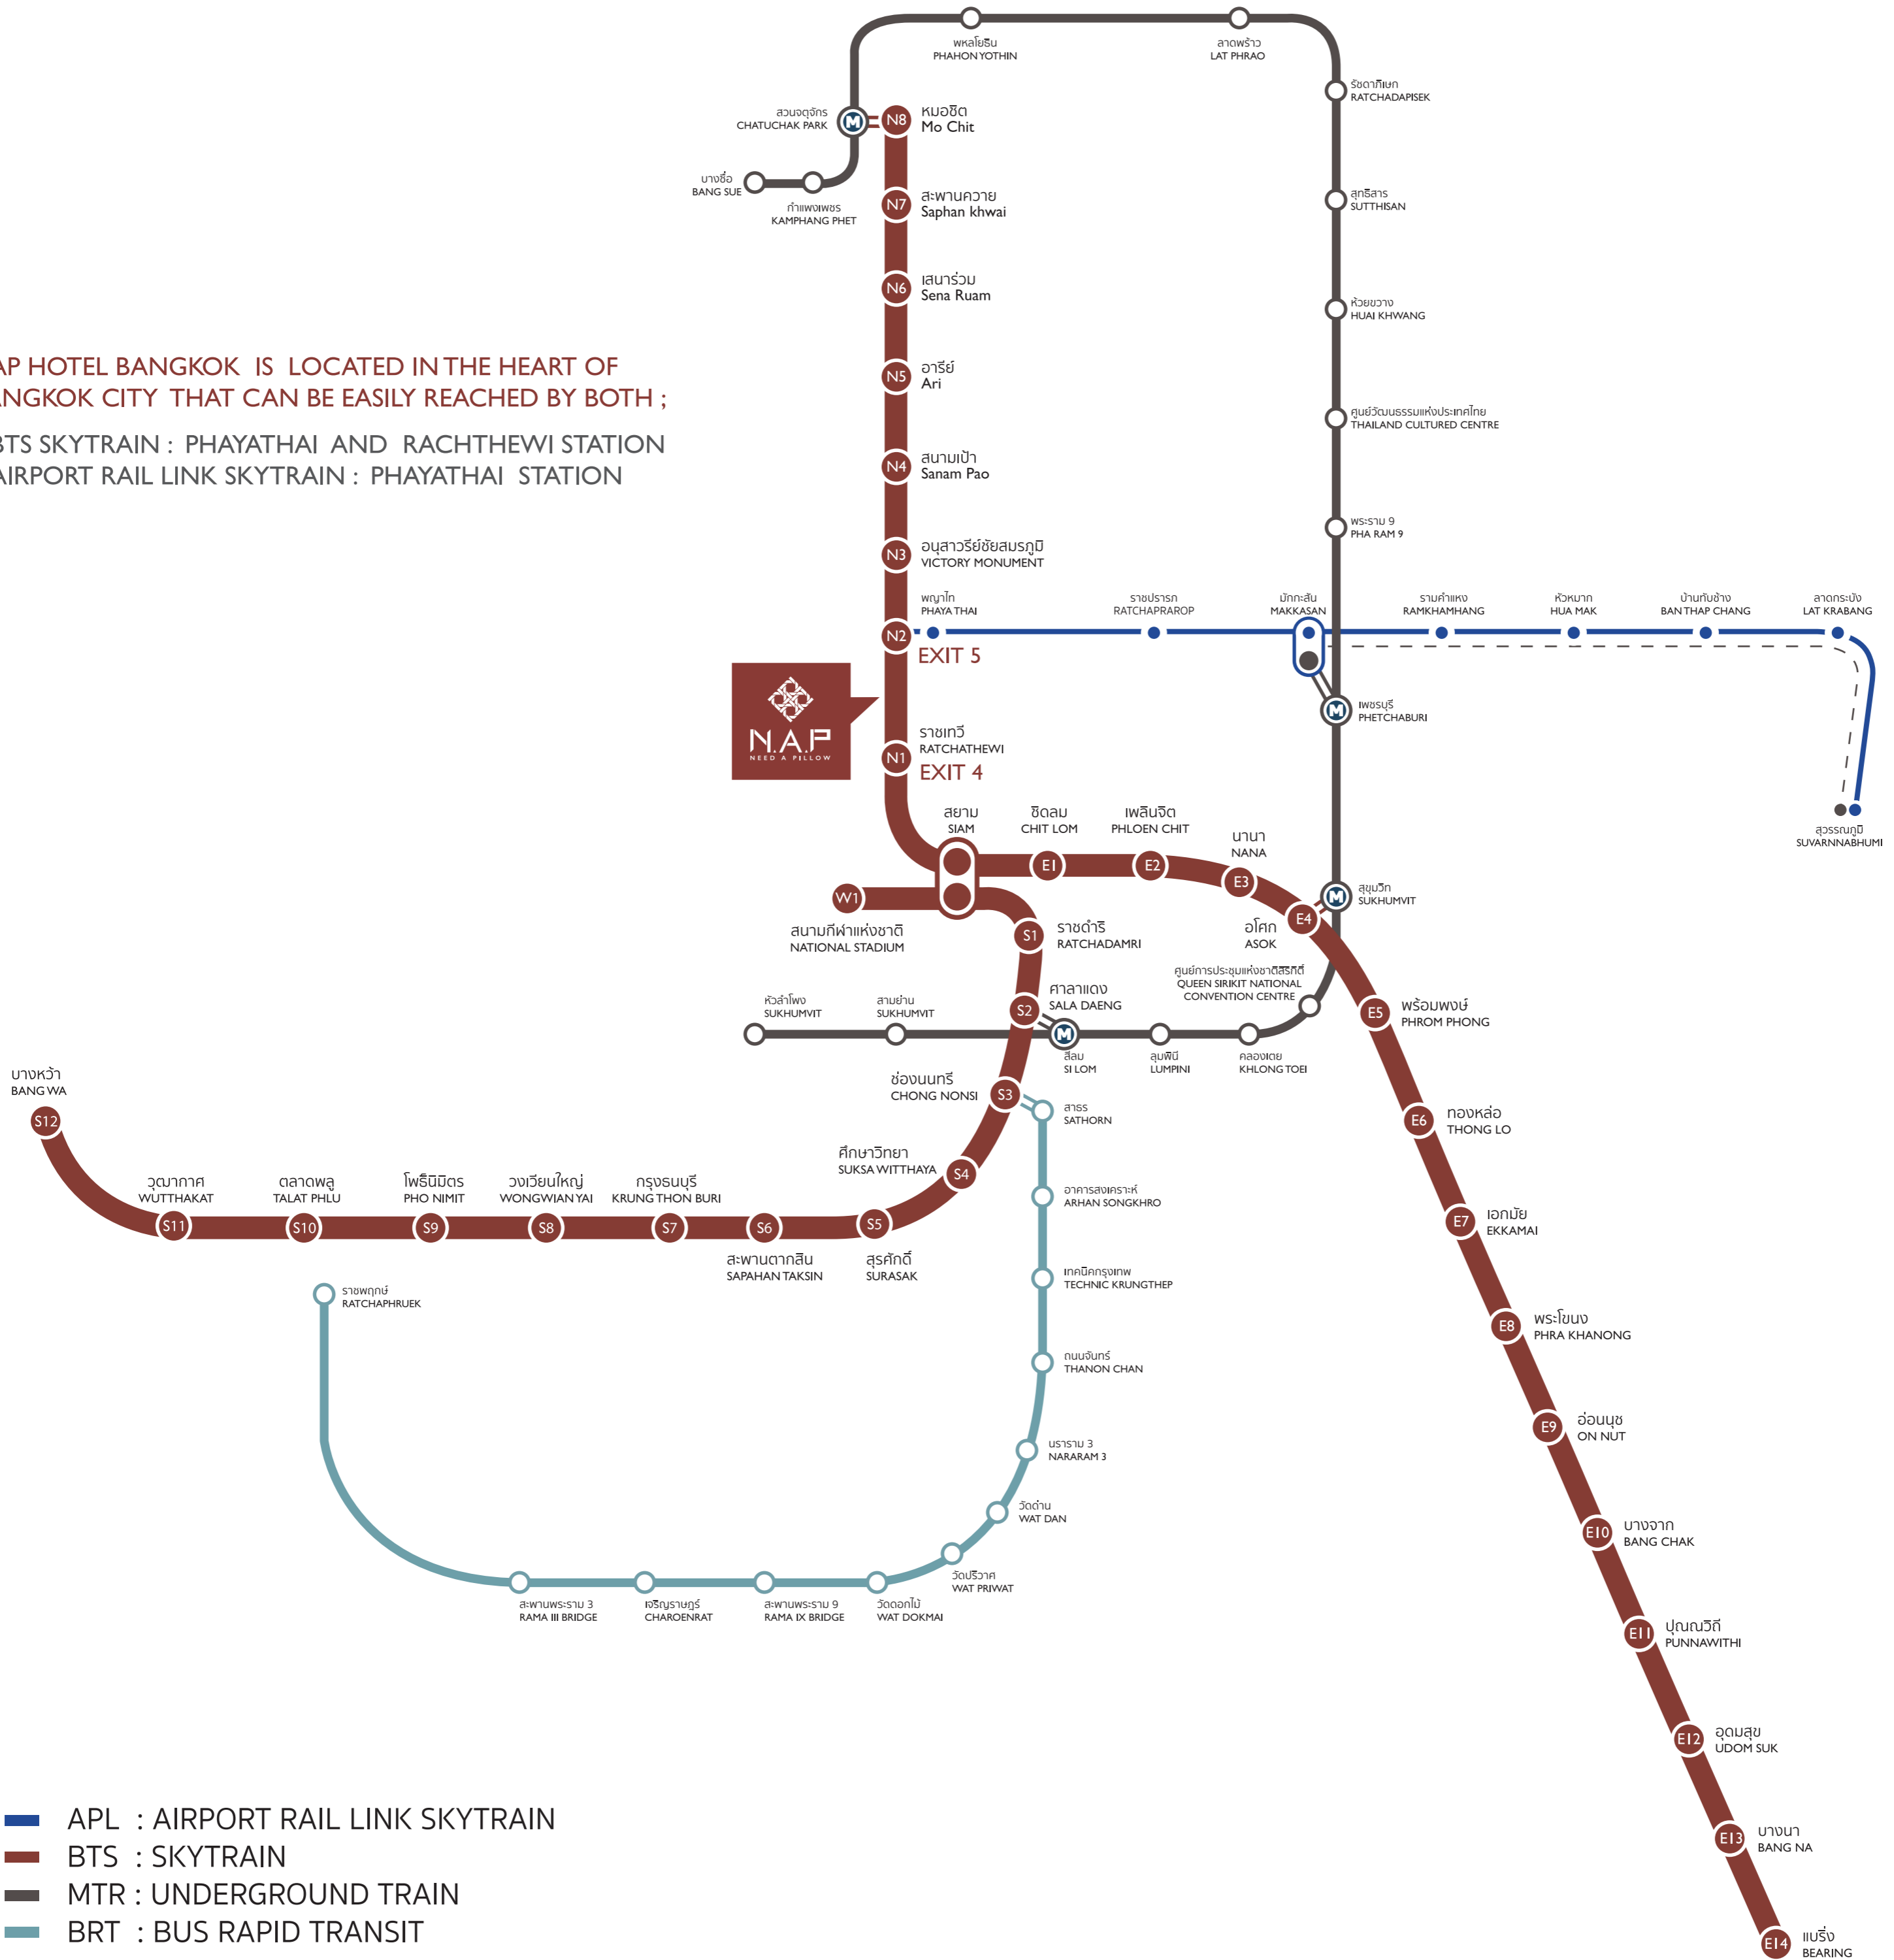 พหลโยธิน
PHAHON YOTHIN
ลาดพร้าว
LAT PHRAO
รัชดาภิเษก
RATCHADAPISEK
สวนจตุจักร
CHATUCHAK PARK
M
N8
หมอชิต
Mo Chit
บางซื่อ
BANG SUE
กำแพงเพชร
KAMPHANG PHET
N7
สะพานควาย
Saphan khwai
สุทธิสาร
SUTTHISAN
N6
เสนาร่วม
Sena Ruam
ห้วยขวาง
HUAI KHWANG
AP HOTEL BANGKOK IS LOCATED IN THE HEART OF
ANGKOK CITY THAT CAN BE EASILY REACHED BY BOTH ;
BTS SKYTRAIN : PHAYATHAI AND RACHTHEWI STATION
AIRPORT RAIL LINK SKYTRAIN : PHAYATHAI STATION
N5
อารีย์
Ari
ศูนย์วัฒนธรรมแห่งประเทศไทย
THAILAND CULTURED CENTRE
N4
สนามเป้า
Sanam Pao
พระราม 9
PHA RAM 9
N3
อนุสาวรีย์ชัยสมรภูมิ
VICTORY MONUMENT
พญาไท
PHAYA THAI
ราชปรารภ
RATCHAPRAROP
มักกะสัน
MAKKASAN
รามคำแหง
RAMKHAMHANG
หัวหมาก
HUA MAK
บ้านทับช้าง
BAN THAP CHANG
ลาดกระบัง
LAT KRABANG
N2
EXIT 5
N.A.P
NEED A PILLOW
M
เพชรบุรี
PHETCHABURI
N1
ราชเทวี
RATCHATHEWI
EXIT 4
สุวรรณภูมิ
SUVARNNABHUMI
สยาม
SIAM
ชิดลม
CHIT LOM
E1
เพลินจิต
PHLOEN CHIT
E2
นานา
NANA
E3
M
สุขุมวิท
SUKHUMVIT
W1
สนามกีฬาแห่งชาติ
NATIONAL STADIUM
S1
ราชดำริ
RATCHADAMRI
อโศก
ASOK
E4
ศูนย์การประชุมแห่งชาติสิริกิติ์
QUEEN SIRIKIT NATIONAL
CONVENTION CENTRE
หัวลำโพง
SUKHUMVIT
สามย่าน
SUKHUMVIT
S2
ศาลาแดง
SALA DAENG
M
สีลม
SI LOM
ลุมพินี
LUMPINI
คลองเตย
KHLONG TOEI
E5
พร้อมพงษ์
PHROM PHONG
บางหว้า
BANG WA
S12
ช่องนนทรี
CHONG NONSI
S3
สาธร
SATHORN
E6
ทองหล่อ
THONG LO
ศึกษาวิทยา
SUKSA WITTHAYA
S4
วุฒากาศ
WUTTHAKAT
S11
ตลาดพลู
TALAT PHLU
S10
โพธิ์นิมิตร
PHO NIMIT
S9
วงเวียนใหญ่
WONGWIAN YAI
S8
กรุงธนบุรี
KRUNG THON BURI
S7
S6
สะพานตากสิน
SAPAHAN TAKSIN
S5
สุรศักดิ์
SURASAK
อาคารสงเคราะห์
ARHAN SONGKHRO
E7
เอกมัย
EKKAMAI
ราชพฤกษ์
RATCHAPHRUEK
เทคนิคกรุงเทพ
TECHNIC KRUNGTHEP
E8
พระโขนง
PHRA KHANONG
ถนนจันทร์
THANON CHAN
E9
อ่อนนุช
ON NUT
นราราม 3
NARARAM 3
วัดด่าน
WAT DAN
E10
บางจาก
BANG CHAK
วัดปริวาศ
WAT PRIWAT
สะพานพระราม 3
RAMA III BRIDGE
เจริญราษฎร์
CHAROENRAT
สะพานพระราม 9
RAMA IX BRIDGE
วัดดอกไม้
WAT DOKMAI
E11
ปุณณวิถี
PUNNAWITHI
E12
อุดมสุข
UDOM SUK
E13
บางนา
BANG NA
E14
แบริ่ง
BEARING
APL : AIRPORT RAIL LINK SKYTRAIN
BTS : SKYTRAIN
MTR : UNDERGROUND TRAIN
BRT : BUS RAPID TRANSIT